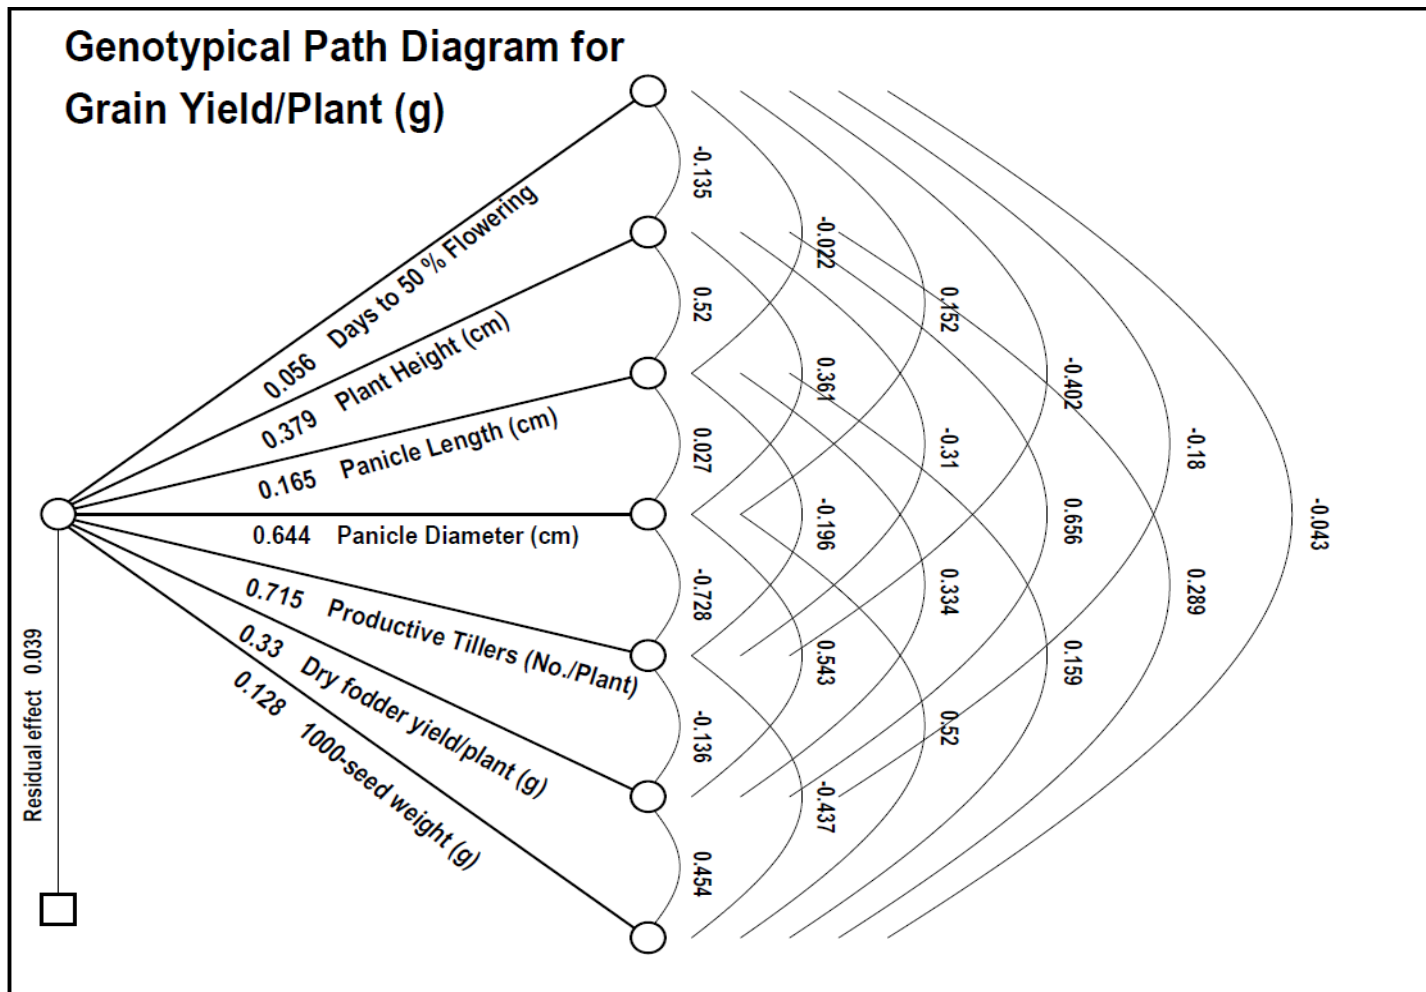 Genotypical Path Diagram for
Grain Yield/Plant (g)
0.056 Days to 50 % Flowering
0.379 Plant Height (cm)
0.165 Panicle Length (cm)
0.644 Panicle Diameter (cm)
0.715 Productive Tillers (No./Plant)
0.33 Dry fodder yield/plant (g)
0.128 1000-seed weight (g)
Residual effect 0.039
-0.135
0.52
0.027
-0.728
-0.136
0.454
-0.022
0.361
-0.196
0.543
-0.437
0.152
-0.31
0.334
0.52
-0.402
0.656
0.159
-0.18
0.289
-0.043